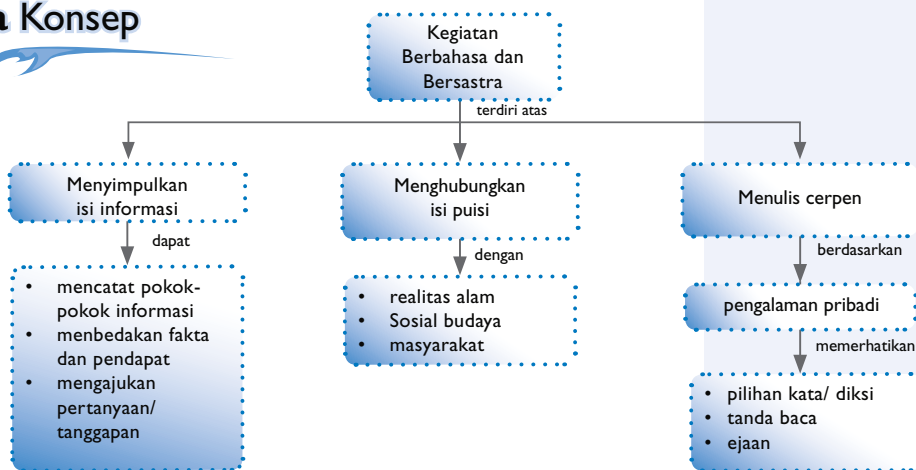 Konsep
Kegiatan
Berbahasa dan
Bersastra
terdiri atas
Menyimpulkan
isi informasi
dapat
• mencatat pokok-
pokok informasi
• menbedakan fakta
dan pendapat
• mengajukan
pertanyaan/
tanggapan
Menghubungkan
isi puisi
dengan
• realitas alam
• Sosial budaya
• masyarakat
Menulis cerpen
berdasarkan
pengalaman pribadi
memerhatikan
• pilihan kata/ diksi
• tanda baca
• ejaan